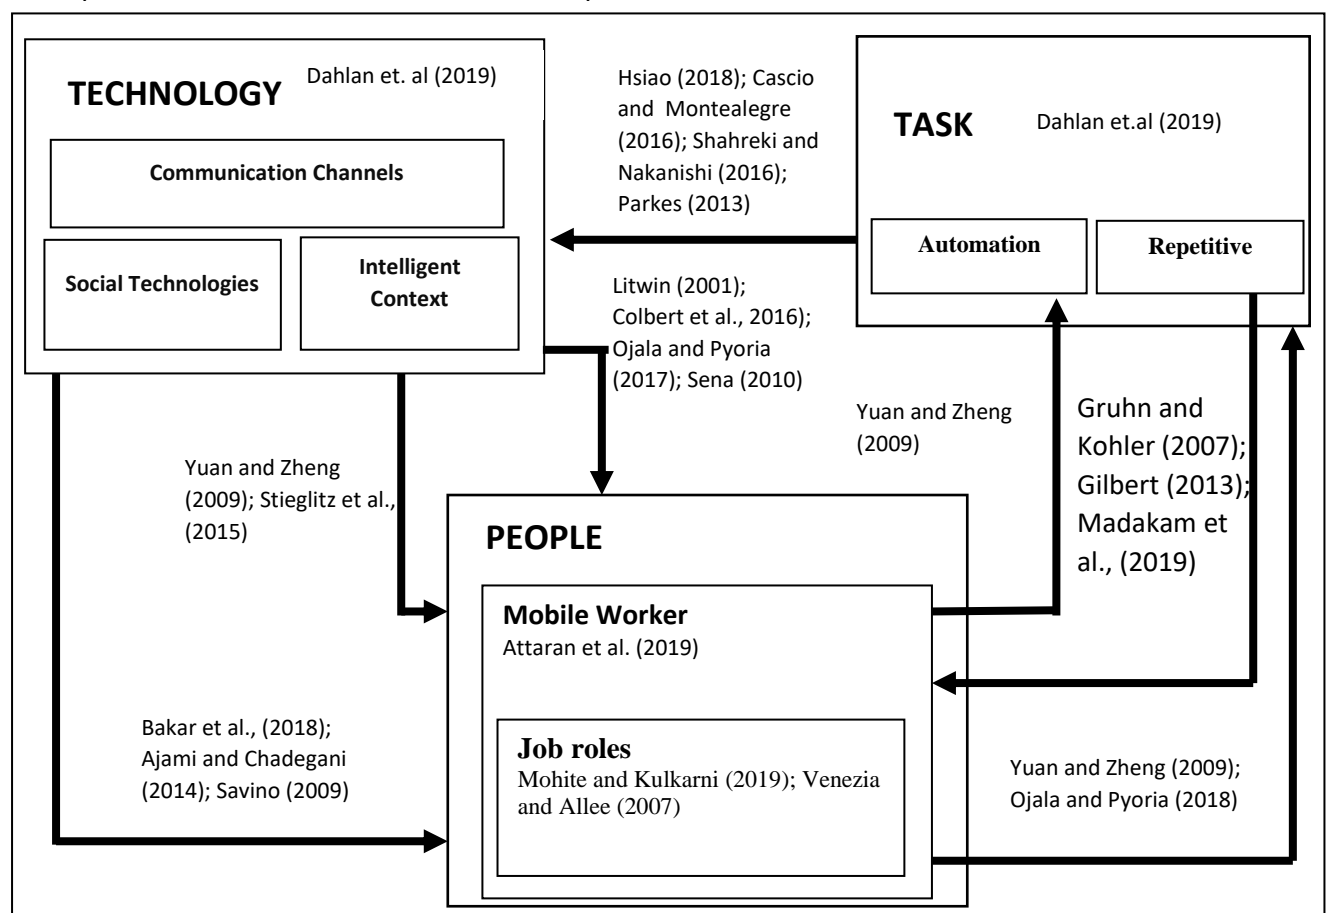 TECHNOLOGY
Dahlan et. al (2019)
Communication Channels
Social Technologies
Intelligent
Context
Hsiao (2018); Cascio
and Montealegre
(2016); Shahreki and
Nakanishi (2016);
Parkes (2013)
TASK
Dahlan et.al (2019)
Automation
Repetitive
Litwin (2001);
Colbert et al., 2016);
Ojala and Pyoria
(2017); Sena (2010)
Yuan and Zheng
(2009)
Gruhn and
Kohler (2007);
Gilbert (2013);
Madakam et
al., (2019)
Yuan and Zheng
(2009); Stieglitz et al.,
(2015)
PEOPLE
Mobile Worker
Attaran et al. (2019)
Job roles
Mohite and Kulkarni (2019); Venezia
and Allee (2007)
Bakar et al., (2018);
Ajami and Chadegani
(2014); Savino (2009)
Yuan and Zheng (2009);
Ojala and Pyoria (2018)